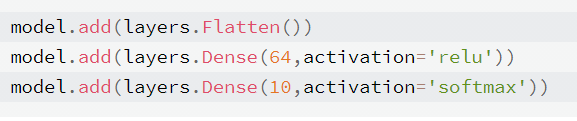 model.add(layers.Flatten())
model.add(layers.Dense(64,activation='relu'))
model.add(layers.Dense(10,activation='softmax'))